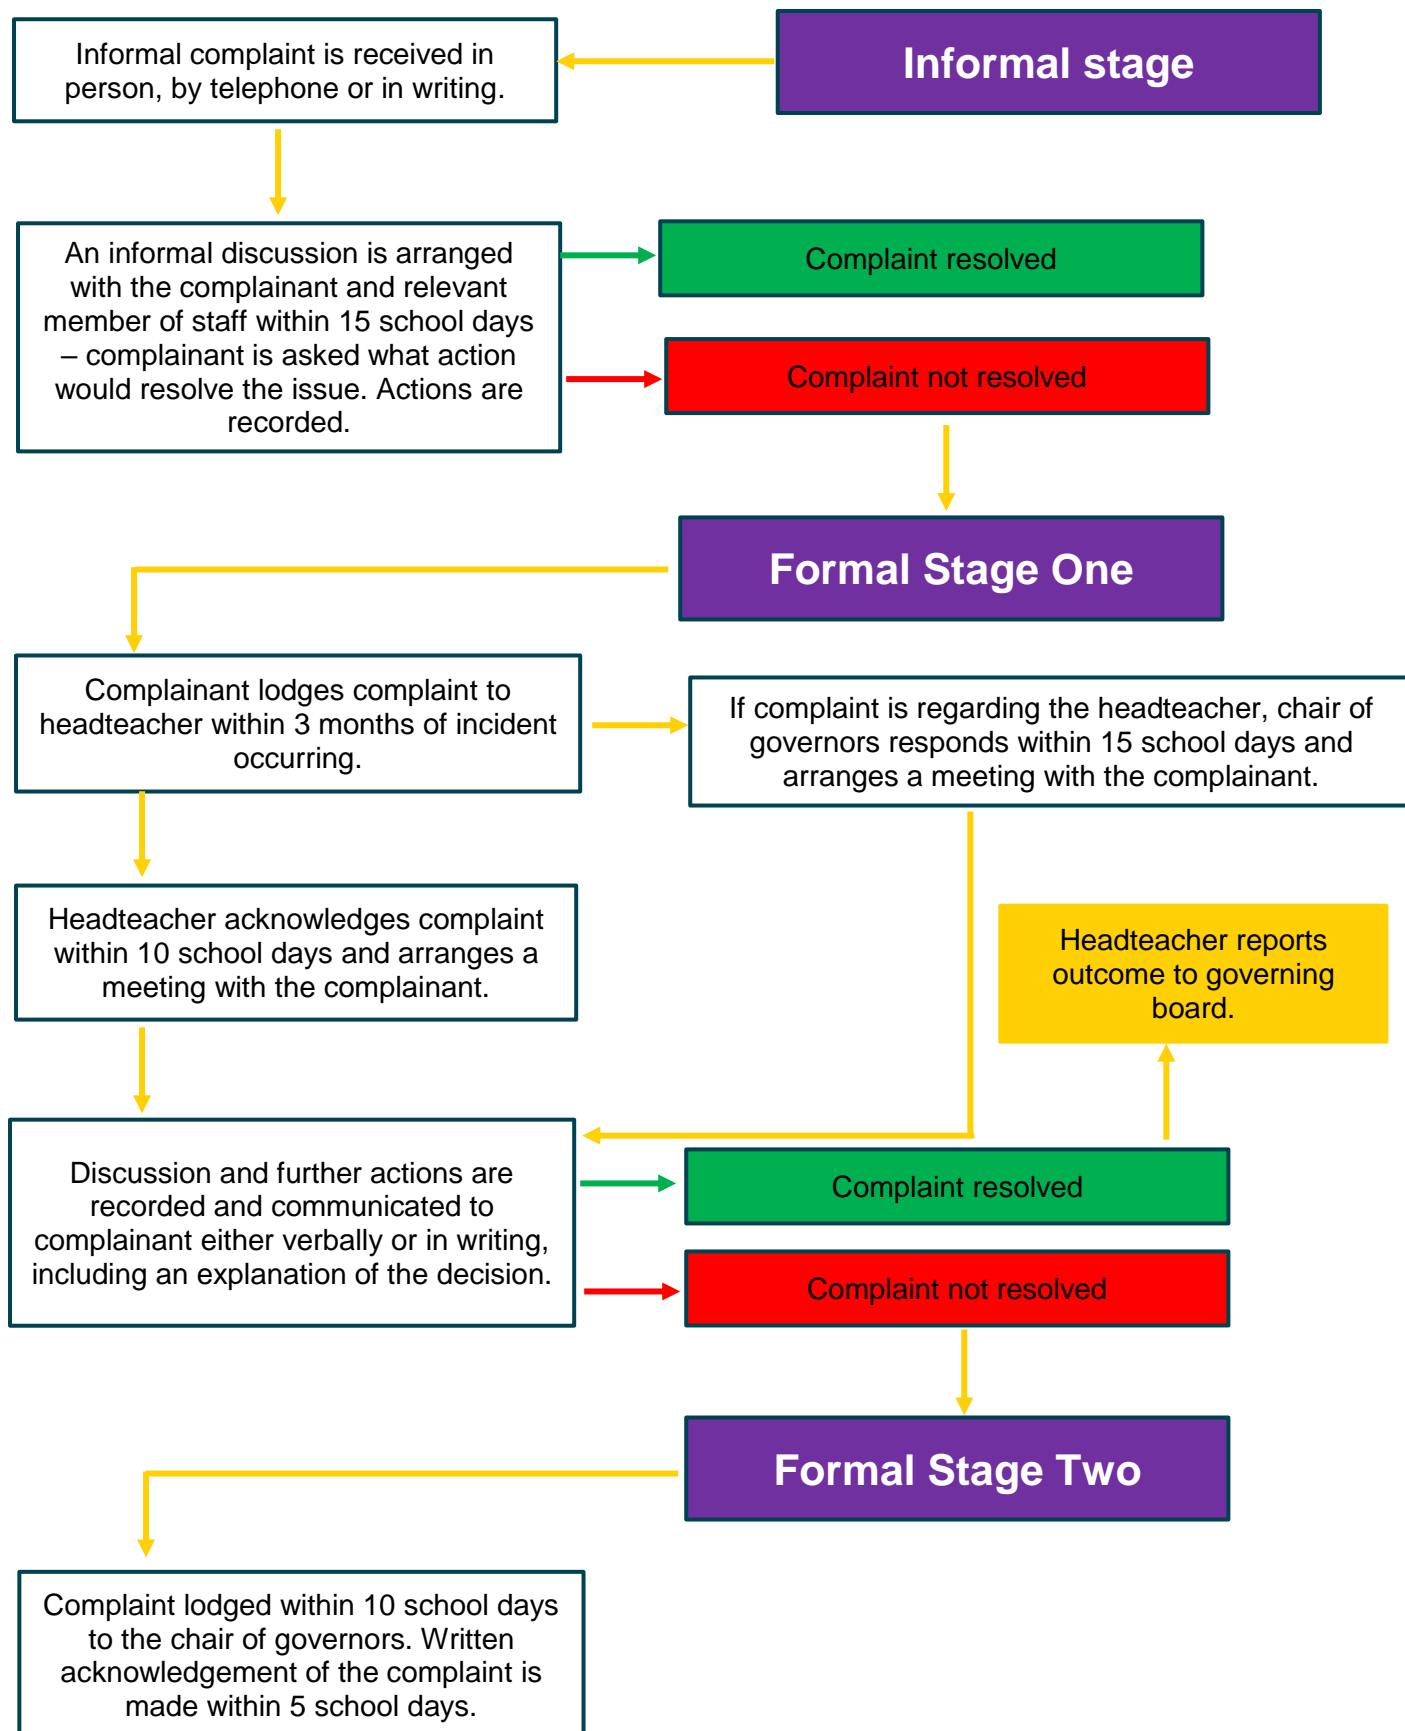 Informal stage
Informal complaint is received in
person, by telephone or in writing.
An informal discussion is arranged
with the complainant and relevant
member of staff within 15 school days
– complainant is asked what action
would resolve the issue. Actions are
recorded.
Complaint resolved
Complaint not resolved
Formal Stage One
Complainant lodges complaint to
headteacher within 3 months of incident
occurring.
If complaint is regarding the headteacher, chair of
governors responds within 15 school days and
arranges a meeting with the complainant.
Headteacher acknowledges complaint
within 10 school days and arranges a
meeting with the complainant.
Headteacher reports
outcome to governing
board.
Discussion and further actions are
recorded and communicated to
complainant either verbally or in writing,
including an explanation of the decision.
Complaint resolved
Complaint not resolved
Formal Stage Two
Complaint lodged within 10 school days
to the chair of governors. Written
acknowledgement of the complaint is
made within 5 school days.